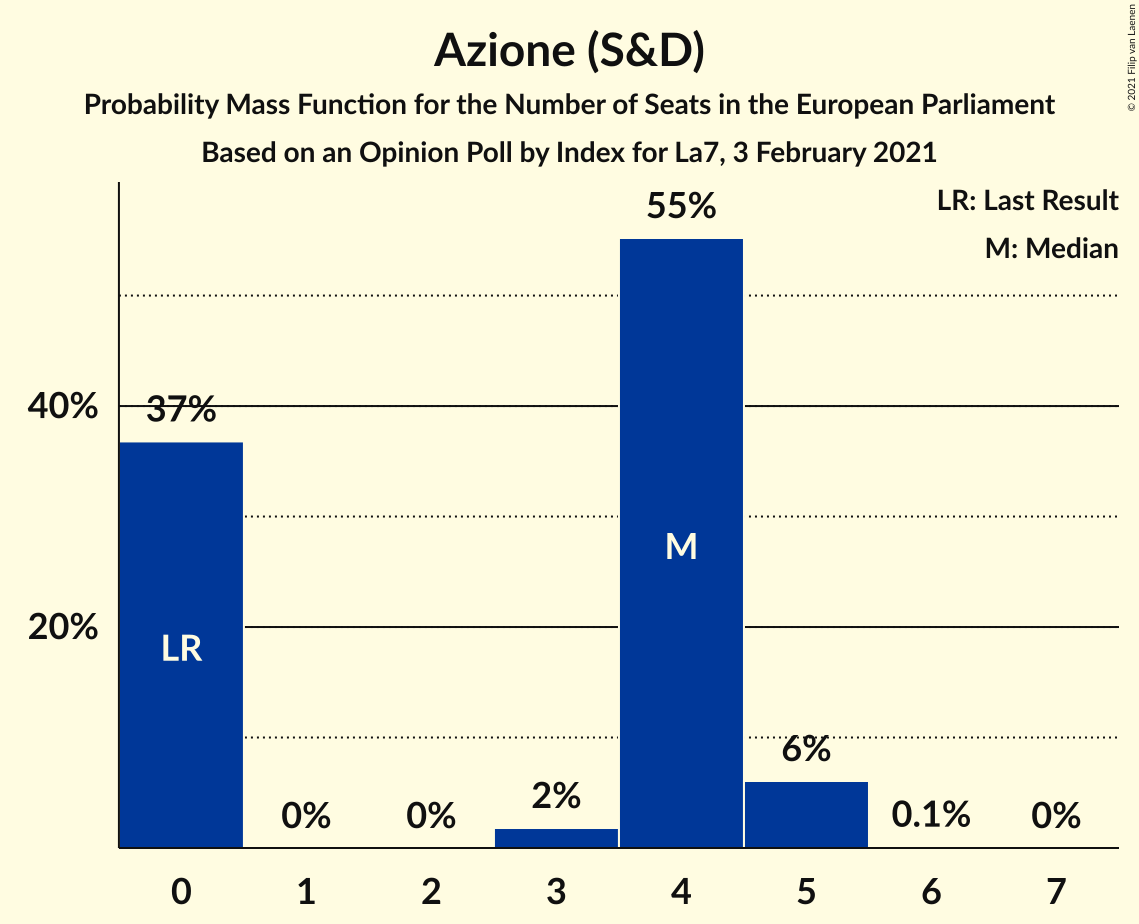 Azione (S&D)
Probability Mass Function for the Number of Seats in the European Parliament
Based on an Opinion Poll by Index for La7, 3 February 2021
© 2021 Filip van Laenen
LR: Last Result
M: Median
55%
40%
37%
M
20%
LR
6%
2%
0%
0%
0.1%
0%
0 1 2 3 4 5 6 7